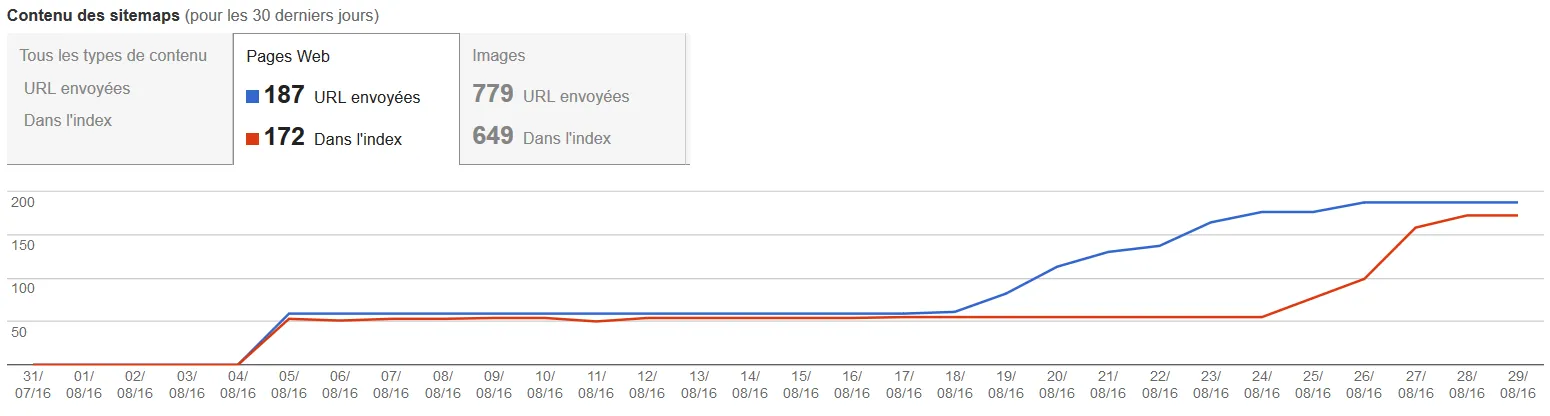 Contenu des sitemaps (pour les 30 derniers jours)
Tous les types de contenu
URL envoyées
Dans l'index
Pages Web
187 URL envoyées
172 Dans l'index
Images
779 URL envoyées
649 Dans l'index
200
150
100
50
31/ 01/ 02/ 03/ 04/ 05/ 06/ 07/ 08/ 09/ 10/ 11/ 12/ 13/ 14/ 15/ 16/ 17/ 18/ 19/ 20/ 21/ 22/ 23/ 24/ 25/ 26/ 27/ 28/ 29/
07/16 08/16 08/16 08/16 08/16 08/16 08/16 08/16 08/16 08/16 08/16 08/16 08/16 08/16 08/16 08/16 08/16 08/16 08/16 08/16 08/16 08/16 08/16 08/16 08/16 08/16 08/16 08/16 08/16 08/16